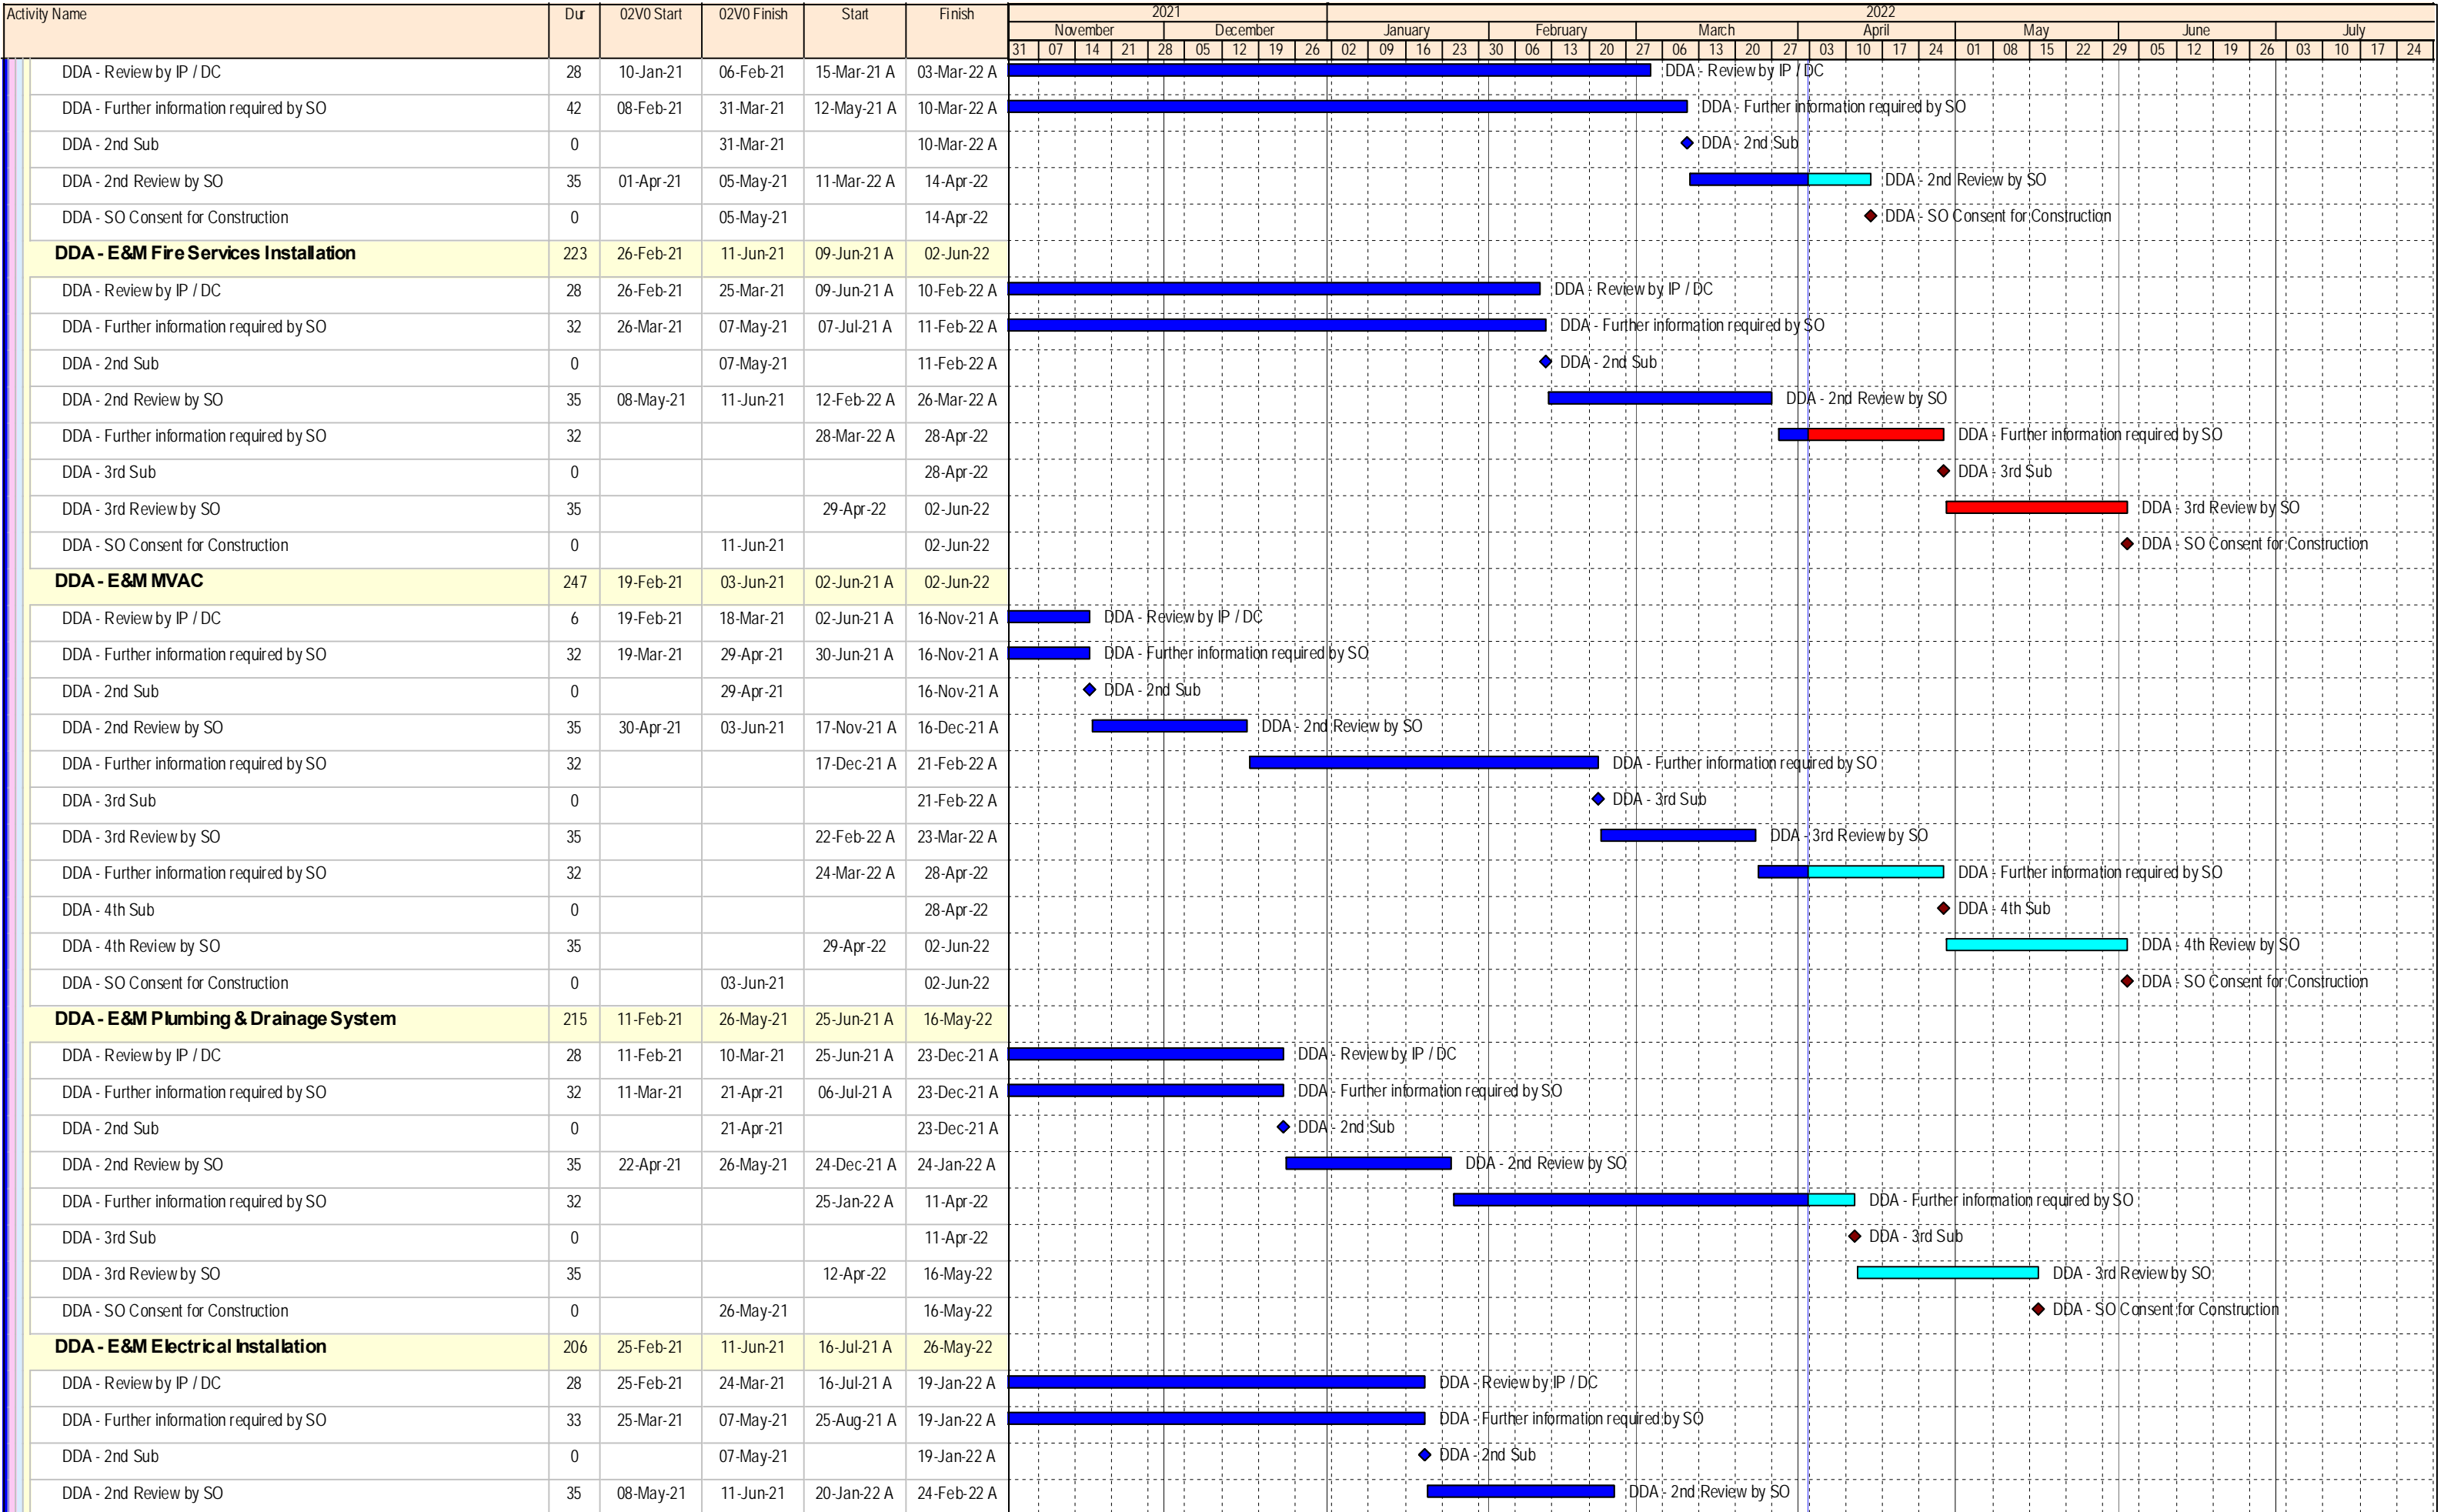 Activity Name Dur 02V0 Start 02V0 Finish Start Finish 2021 2022
November December January February March April May June July
31 07 14 21 28 05 12 19 26 02 09 16 23 30 06 13 20 27 06 13 20 27 03 10 17 24 01 08 15 22 29 05 12 19 26 03 10 17 24
DDA - Review by IP / DC 28 10-Jan-21 06-Feb-21 15-Mar-21 A 03-Mar-22 A DDA - Review by IP / DC
DDA - Further information required by SO 42 08-Feb-21 31-Mar-21 12-May-21 A 10-Mar-22 A DDA - Further information required by SO
DDA - 2nd Sub 0 31-Mar-21 10-Mar-22 A DDA - 2nd Sub
DDA - 2nd Review by SO 35 01-Apr-21 05-May-21 11-Mar-22 A 14-Apr-22 DDA - 2nd Review by SO
DDA - SO Consent for Construction 0 05-May-21 14-Apr-22 DDA - SO Consent for Construction
DDA - E&M Fire Services Installation 223 26-Feb-21 11-Jun-21 09-Jun-21 A 02-Jun-22
DDA - Review by IP / DC 28 26-Feb-21 25-Mar-21 09-Jun-21 A 10-Feb-22 A DDA - Review by IP / DC
DDA - Further information required by SO 32 26-Mar-21 07-May-21 07-Jul-21 A 11-Feb-22 A DDA - Further information required by SO
DDA - 2nd Sub 0 07-May-21 11-Feb-22 A DDA - 2nd Sub
DDA - 2nd Review by SO 35 08-May-21 11-Jun-21 12-Feb-22 A 26-Mar-22 A DDA - 2nd Review by SO
DDA - Further information required by SO 32 28-Mar-22 A 28-Apr-22 DDA - Further information required by SO
DDA - 3rd Sub 0 28-Apr-22 DDA - 3rd Sub
DDA - 3rd Review by SO 35 29-Apr-22 02-Jun-22 DDA - 3rd Review by SO
DDA - SO Consent for Construction 0 11-Jun-21 02-Jun-22 DDA - SO Consent for Construction
DDA - E&M MVAC 247 19-Feb-21 03-Jun-21 02-Jun-21 A 02-Jun-22
DDA - Review by IP / DC 6 19-Feb-21 18-Mar-21 02-Jun-21 A 16-Nov-21 A DDA - Review by IP / DC
DDA - Further information required by SO 32 19-Mar-21 29-Apr-21 30-Jun-21 A 16-Nov-21 A DDA - Further information required by SO
DDA - 2nd Sub 0 29-Apr-21 16-Nov-21 A DDA - 2nd Sub
DDA - 2nd Review by SO 35 30-Apr-21 03-Jun-21 17-Nov-21 A 16-Dec-21 A DDA - 2nd Review by SO
DDA - Further information required by SO 32 17-Dec-21 A 21-Feb-22 A DDA - Further information required by SO
DDA - 3rd Sub 0 21-Feb-22 A DDA - 3rd Sub
DDA - 3rd Review by SO 35 22-Feb-22 A 23-Mar-22 A DDA - 3rd Review by SO
DDA - Further information required by SO 32 24-Mar-22 A 28-Apr-22 DDA - Further information required by SO
DDA - 4th Sub 0 28-Apr-22 DDA - 4th Sub
DDA - 4th Review by SO 35 29-Apr-22 02-Jun-22 DDA - 4th Review by SO
DDA - SO Consent for Construction 0 03-Jun-21 02-Jun-22 DDA - SO Consent for Construction
DDA - E&M Plumbing & Drainage System 215 11-Feb-21 26-May-21 25-Jun-21 A 16-May-22
DDA - Review by IP / DC 28 11-Feb-21 10-Mar-21 25-Jun-21 A 23-Dec-21 A DDA - Review by IP / DC
DDA - Further information required by SO 32 11-Mar-21 21-Apr-21 06-Jul-21 A 23-Dec-21 A DDA - Further information required by SO
DDA - 2nd Sub 0 21-Apr-21 23-Dec-21 A DDA - 2nd Sub
DDA - 2nd Review by SO 35 22-Apr-21 26-May-21 24-Dec-21 A 24-Jan-22 A DDA - 2nd Review by SO
DDA - Further information required by SO 32 25-Jan-22 A 11-Apr-22 DDA - Further information required by SO
DDA - 3rd Sub 0 11-Apr-22 DDA - 3rd Sub
DDA - 3rd Review by SO 35 12-Apr-22 16-May-22 DDA - 3rd Review by SO
DDA - SO Consent for Construction 0 26-May-21 16-May-22 DDA - SO Consent for Construction
DDA - E&M Electrical Installation 206 25-Feb-21 11-Jun-21 16-Jul-21 A 26-May-22
DDA - Review by IP / DC 28 25-Feb-21 24-Mar-21 16-Jul-21 A 19-Jan-22 A DDA - Review by IP / DC
DDA - Further information required by SO 33 25-Mar-21 07-May-21 25-Aug-21 A 19-Jan-22 A DDA - Further information required by SO
DDA - 2nd Sub 0 07-May-21 19-Jan-22 A DDA - 2nd Sub
DDA - 2nd Review by SO 35 08-May-21 11-Jun-21 20-Jan-22 A 24-Feb-22 A DDA - 2nd Review by SO